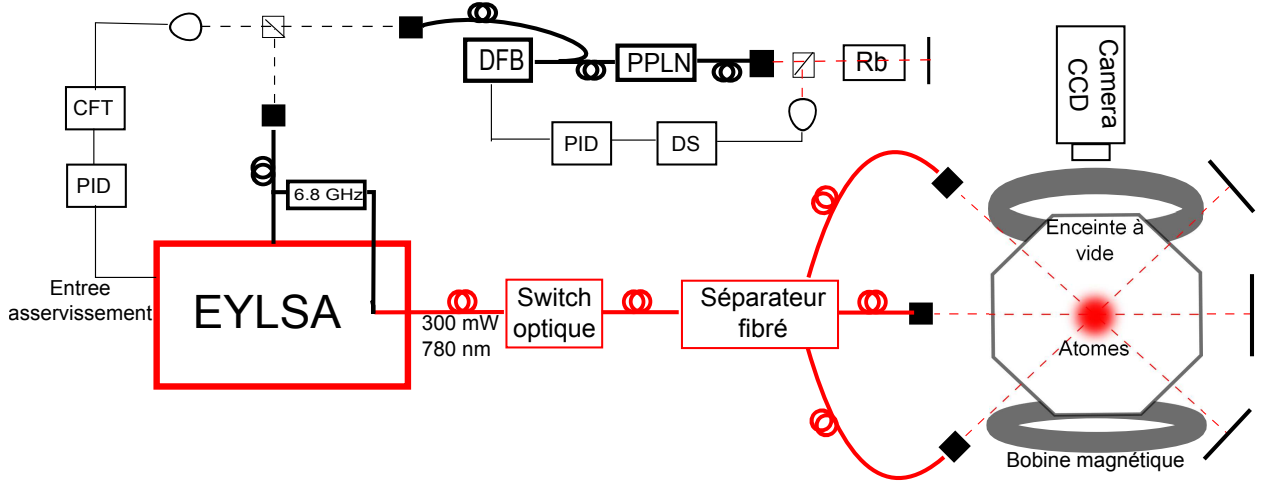 DFB
PPLN
Rb
Camera
CCD
CFT
PID
DS
PID
6.8 GHz
Enceinte à
vide
Entree
asservissement
EYLSA
300 mW
780 nm
Switch
optique
Séparateur
fibré
Atomes
Bobine magnétique